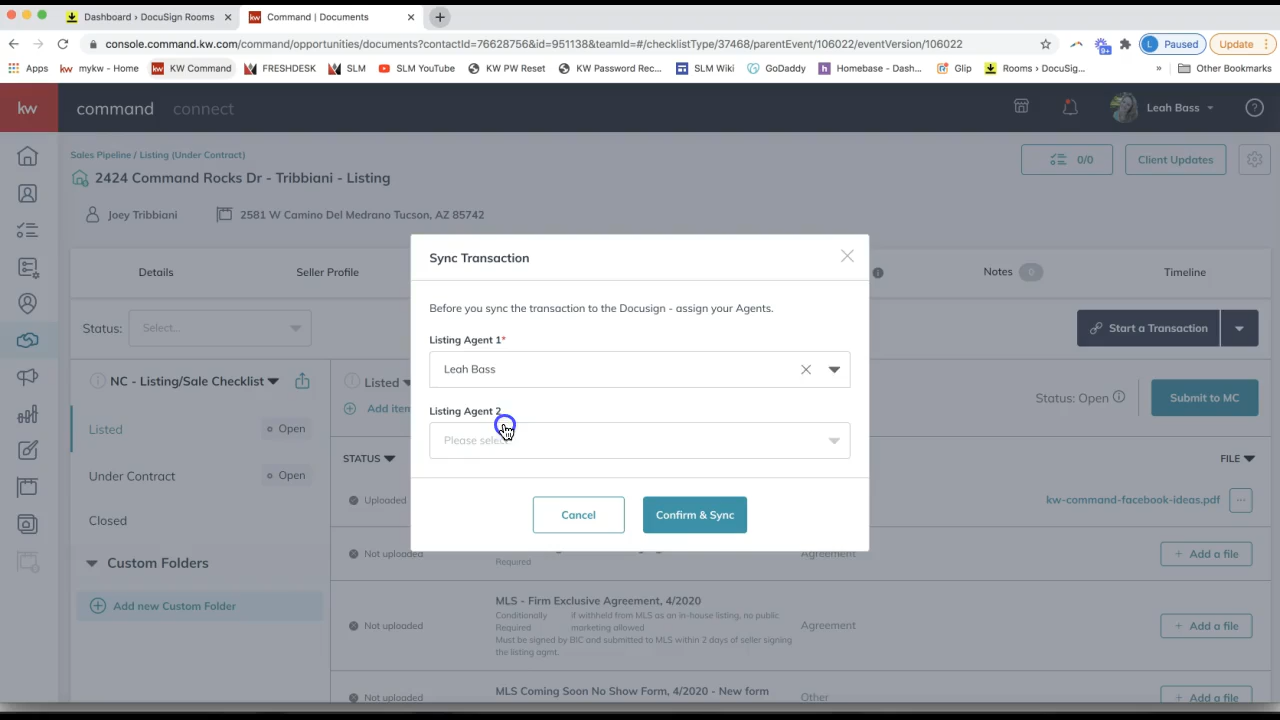 Dashboard › DocuSign Rooms
Command | Documents
console.command.kw.com/command/opportunities/documents?contactId=76628756&id=951138&teamId=#/checklistType/37468/parentEvent/106022/eventVersion/106022
9+
L Paused
Update
Apps
kw mykw - Home
kw KW Command
FRESHDESK
SLM
SLM YouTube
KW PW Reset
KW Password Rec...
SLM Wiki
GoDaddy
h Homebase - Dash...
Glip
Rooms › DocuSig...
»
Other Bookmarks
kw command connect
Leah Bass
Sales Pipeline / Listing (Under Contract)
0/0
Client Updates
2424 Command Rocks Dr - Tribbiani - Listing
Joey Tribbiani
2581 W Camino Del Medrano Tucson, AZ 85742
Details
Seller Profile
Notes 0
Timeline
Status: Select...
Start a Transaction
NC - Listing/Sale Checklist
Listed
Open
Under Contract
Open
Closed
Custom Folders
Add new Custom Folder
Listed
Status: Open
Submit to MC
STATUS
FILE
Uploaded
kw-command-facebook-ideas.pdf
...
Not uploaded
Required
Agreement
+ Add a file
MLS - Firm Exclusive Agreement, 4/2020
Conditionally if withheld from MLS as an in-house listing, no public
Required marketing allowed
Must be signed by BIC and submitted to MLS within 2 days of seller signing
the listing agmt.
Not uploaded
Agreement
+ Add a file
MLS Coming Soon No Show Form, 4/2020 - New form
Not uploaded
Other
+ Add a file
Sync Transaction
Before you sync the transaction to the Docusign - assign your Agents.
Listing Agent 1*
Leah Bass
Listing Agent 2
Please select
Cancel
Confirm & Sync